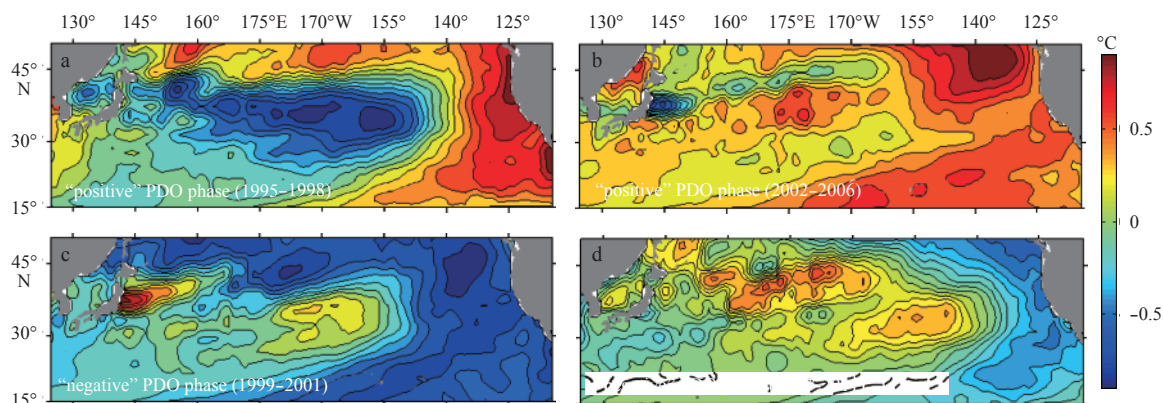 130° 145° 160° 175°E −170°W 155° 140° 125° 130° 145° 160° 175°E −170°W 155° 140° 125°
°C
45° N a b
30°
"positive" PDO phase (1995−1998) "positive" PDO phase (2002−2006)
15°
0.5
0
−0.5
45° N c d
30°
"negative" PDO phase (1999−2001)
15°